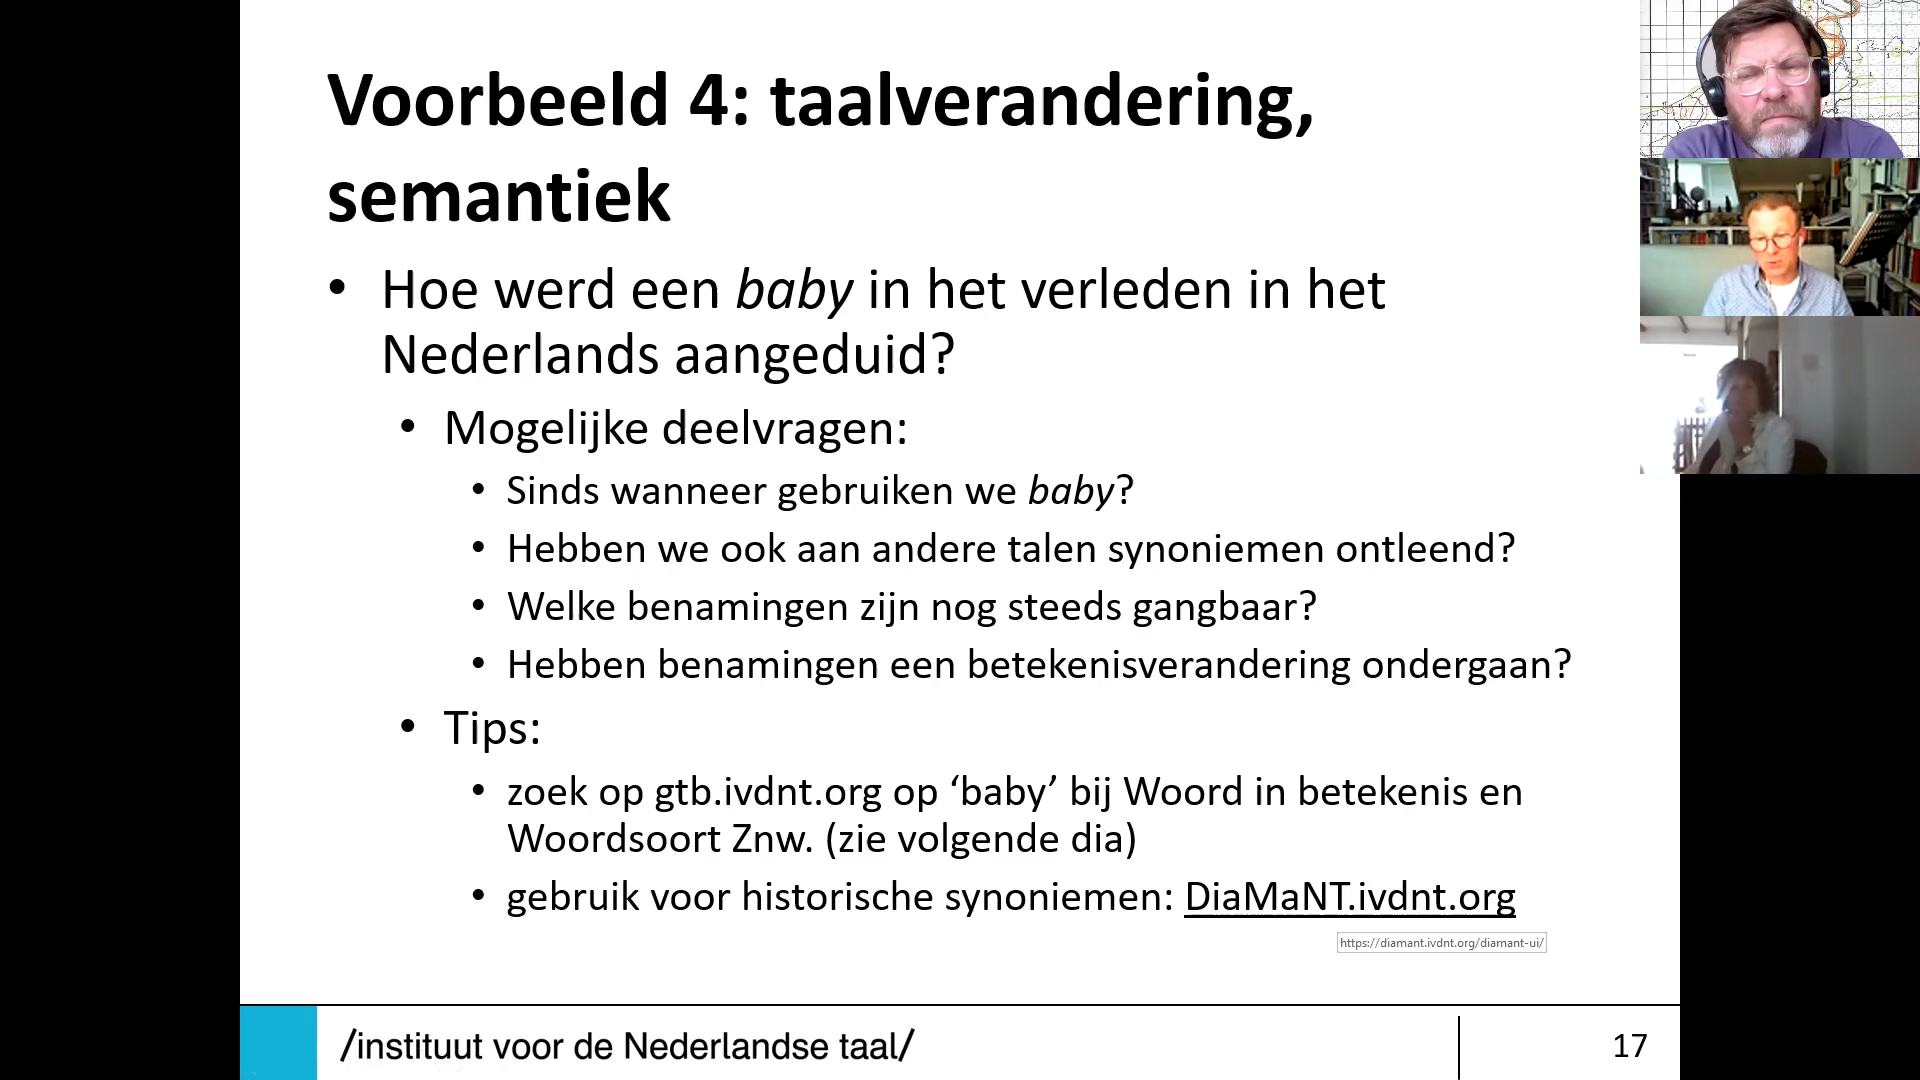 Voorbeeld 4: taalverandering,
semantiek
• Hoe werd een baby in het verleden in het
Nederlands aangeduid?
• Mogelijke deelvragen:
• Sinds wanneer gebruiken we baby?
• Hebben we ook aan andere talen synoniemen ontleend?
• Welke benamingen zijn nog steeds gangbaar?
• Hebben benamingen een betekenisverandering ondergaan?
• Tips:
• zoek op gtb.ivdnt.org op ‘baby’ bij Woord in betekenis en
Woordsoort Znw. (zie volgende dia)
• gebruik voor historische synoniemen: DiaMaNT.ivdnt.org
https://diamant.ivdnt.org/diamant-ui/
/instituut voor de Nederlandse taal/
17